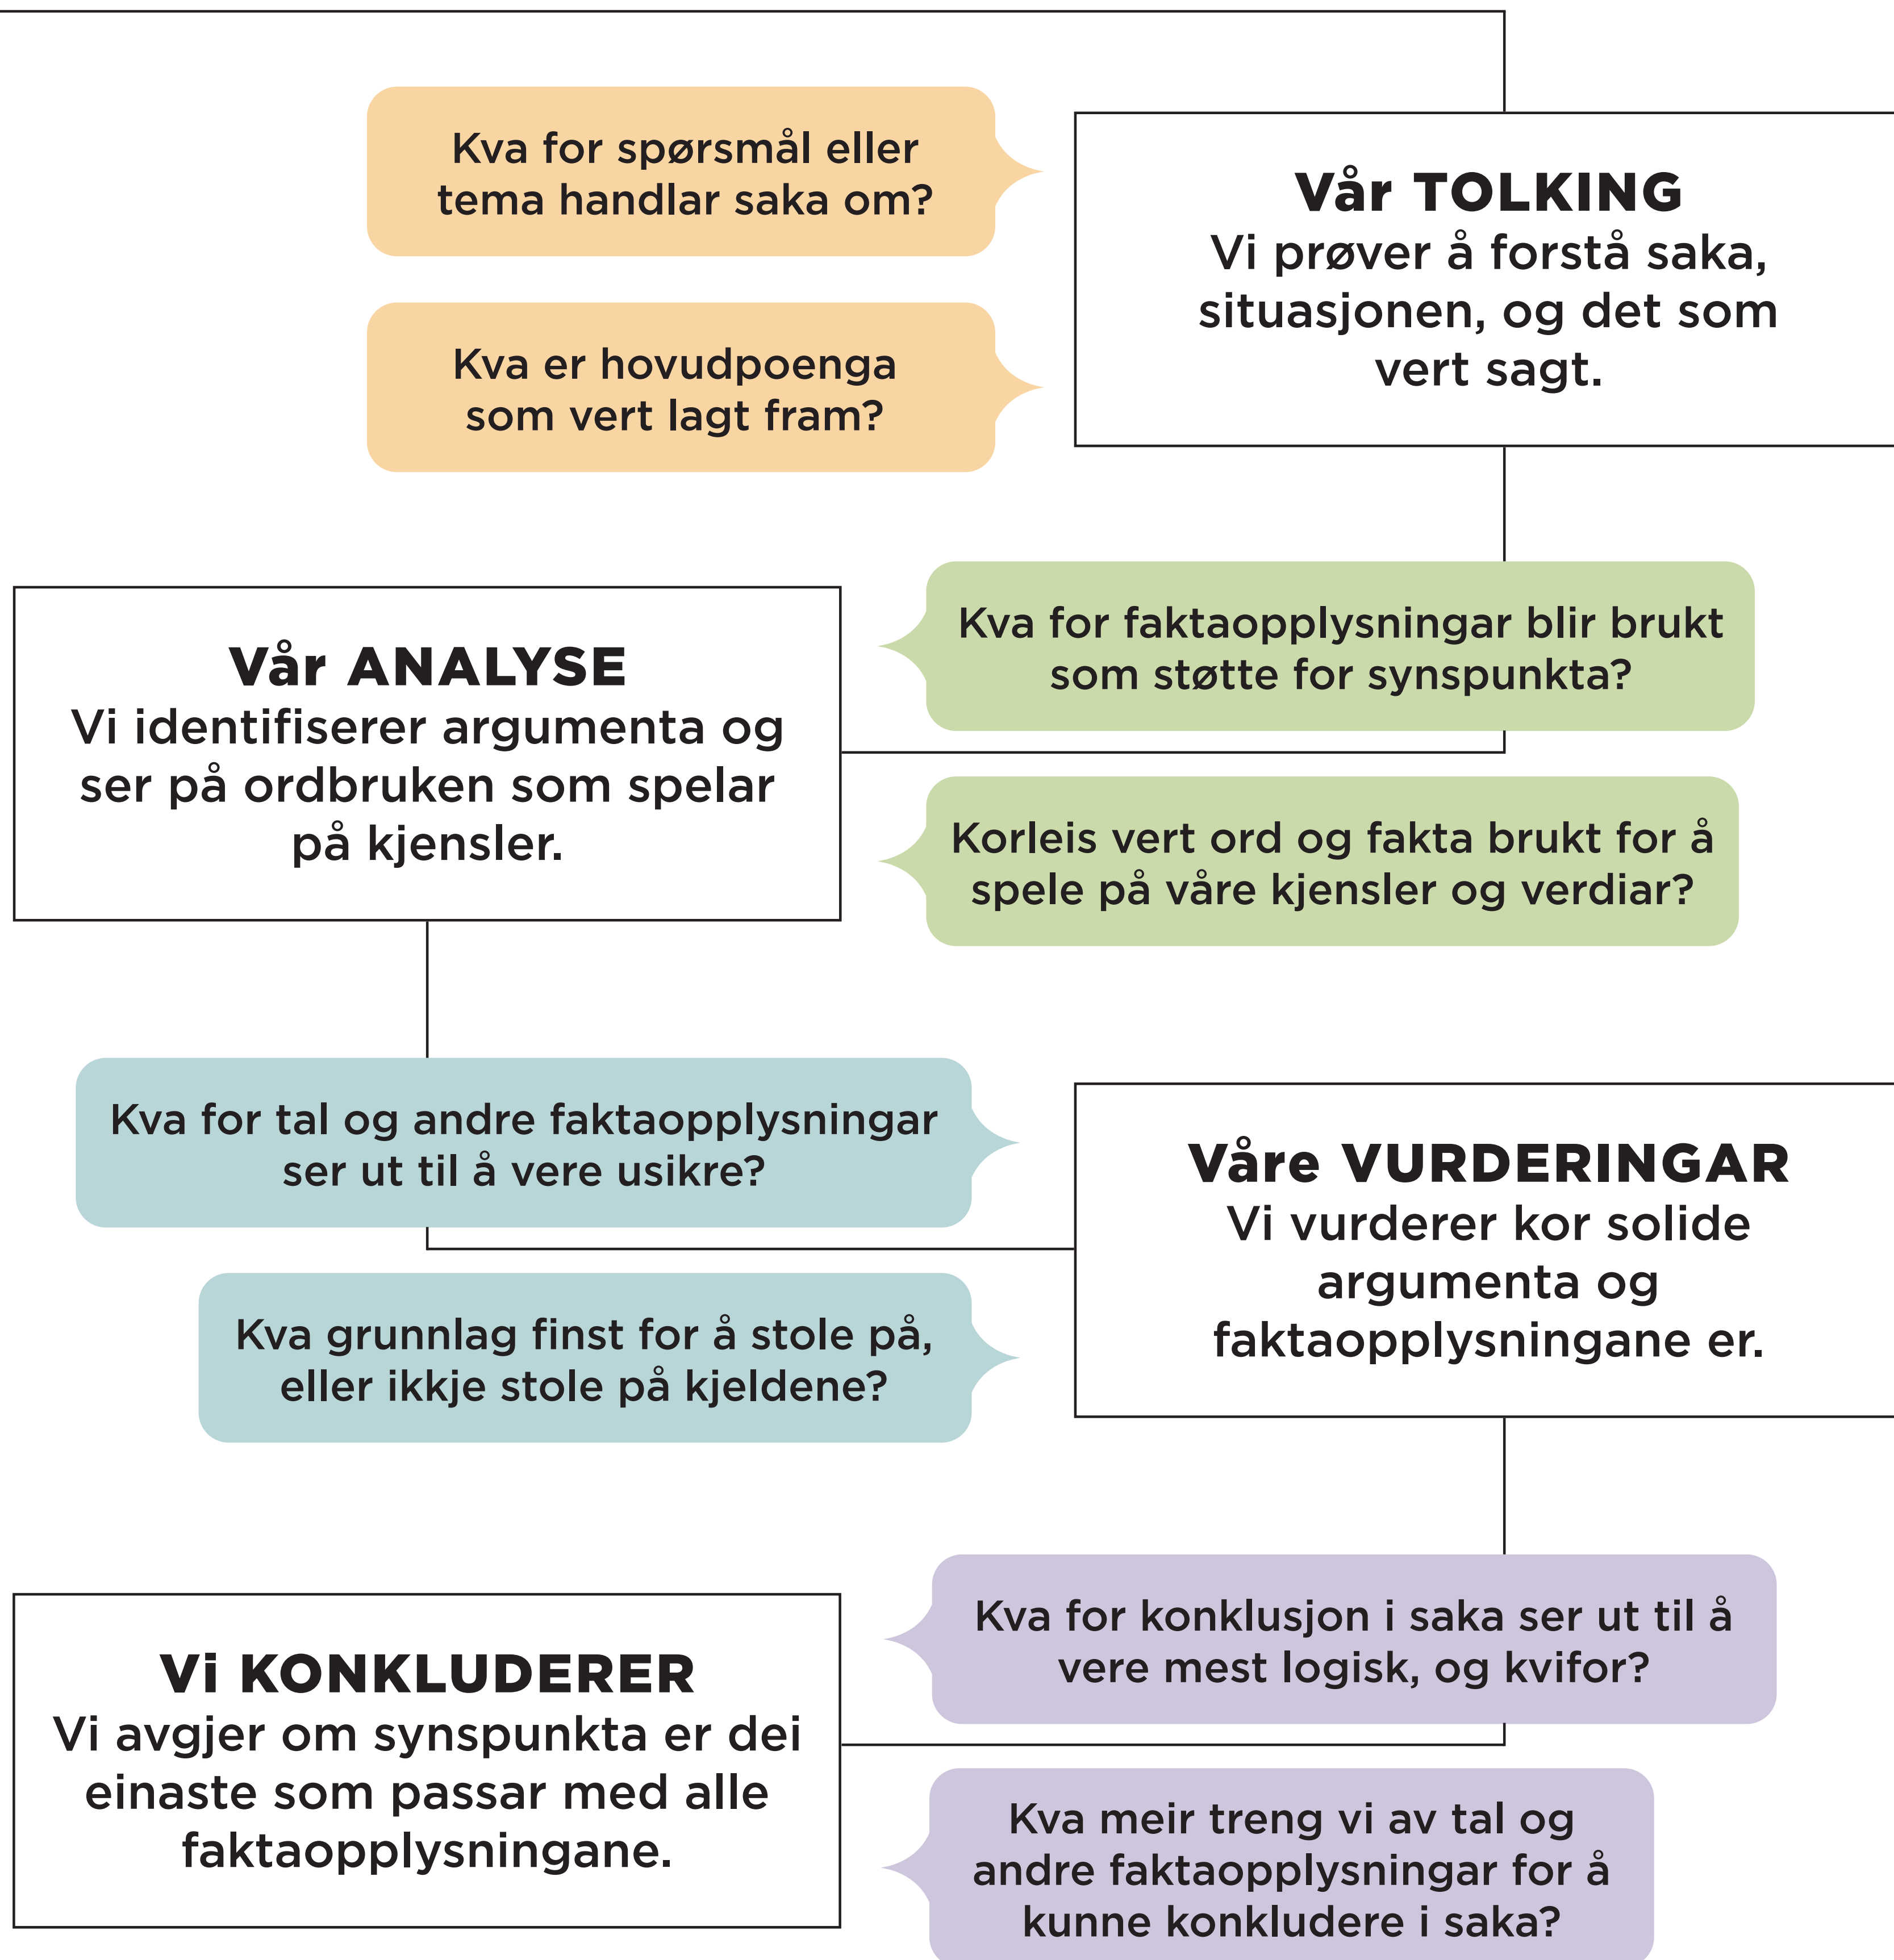 Kva for spørsmål eller
tema handlar saka om?
Vår TOLKING
Vi prøver å forstå saka,
situasjonen, og det som
vert sagt.
Kva er hovudpoenga
som vert lagt fram?
Vår ANALYSE
Vi identifiserer argumenta og
ser på ordbruken som spelar
på kjensler.
Kva for faktaopplysningar blir brukt
som støtte for synspunkta?
Korleis vert ord og fakta brukt for å
spele på våre kjensler og verdiar?
Kva for tal og andre faktaopplysningar
ser ut til å vere usikre?
Kva grunnlag finst for å stole på,
eller ikkje stole på kjeldene?
Våre VURDERINGAR
Vi vurderer kor solide
argumenta og
faktaopplysningane er.
Vi KONKLUDERER
Vi avgjer om synspunkta er dei
einaste som passar med alle
faktaopplysningane.
Kva for konklusjon i saka ser ut til å
vere mest logisk, og kvifor?
Kva meir treng vi av tal og
andre faktaopplysningar for å
kunne konkludere i saka?